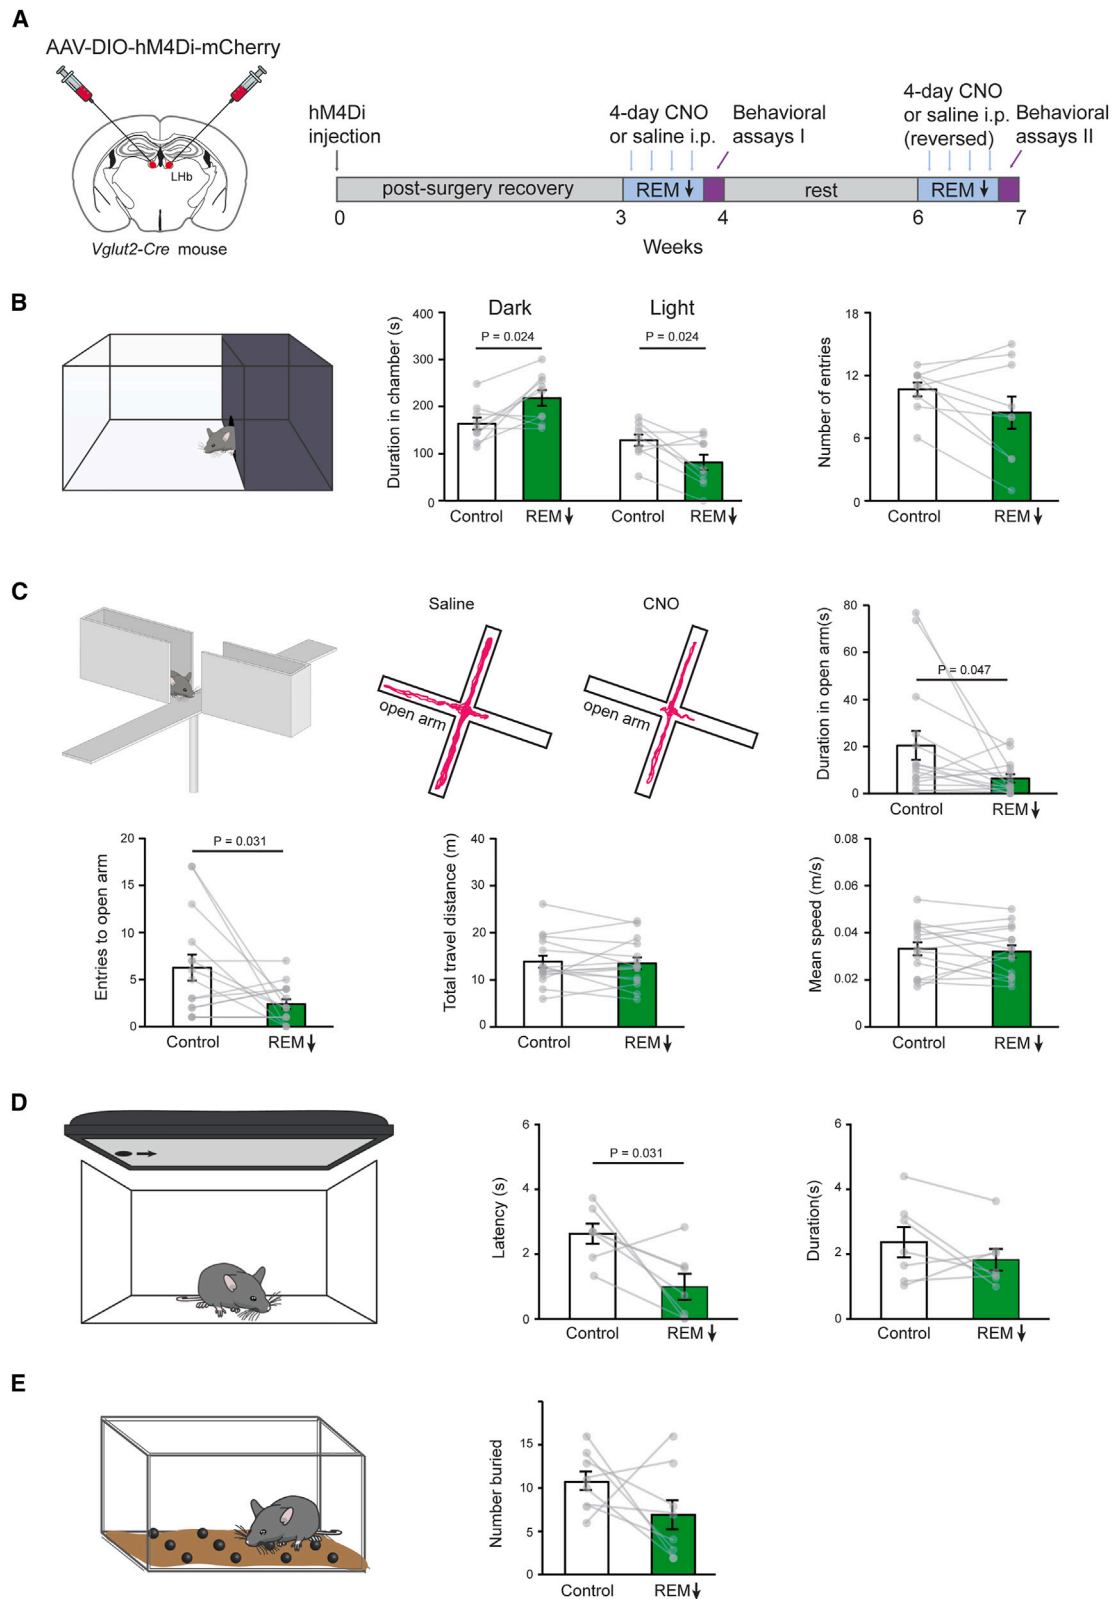 A
AAV-DIO-hM4Di-mCherry
LHb
Vglut2-Cre mouse
hM4Di
injection
4-day CNO
or saline i.p.
Behavioral
assays I
4-day CNO
or saline i.p.
(reversed)
Behavioral
assays II
post-surgery recovery
REM ↓
rest
REM ↓
0
3
4
6
7
Weeks
B
Duration in chamber (s)
400
300
200
100
0
Dark
P = 0.024
Light
P = 0.024
Control
REM ↓
Control
REM ↓
Number of entries
18
12
6
0
Control
REM ↓
C
Saline
open arm
CNO
open arm
Duration in open arm(s)
80
60
40
20
0
P = 0.047
Control
REM ↓
Entries to open arm
20
15
10
5
0
P = 0.031
Control
REM ↓
Total travel distance (m)
40
30
20
10
0
Control
REM ↓
Mean speed (m/s)
0.08
0.06
0.04
0.02
0
Control
REM ↓
D
Latency (s)
6
4
2
0
P = 0.031
Control
REM ↓
Duration(s)
6
4
2
0
Control
REM ↓
E
Number buried
15
10
5
0
Control
REM ↓